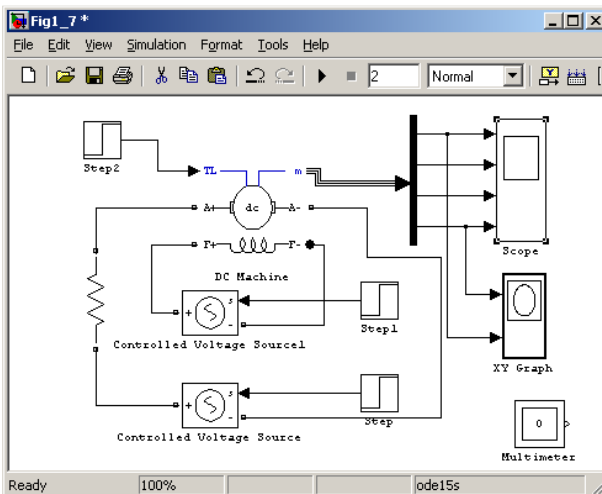 Fig1_7 *
File Edit View Simulation Format Tools Help
2 Normal
Step2
TL m
A+ dc A-
F+ F-
DC Machine
Scope
s
+ -
Step1
Controlled Voltage Source1
XY Graph
s
+ -
Step
Controlled Voltage Source
0
Multimeter
Ready 100% ode15s